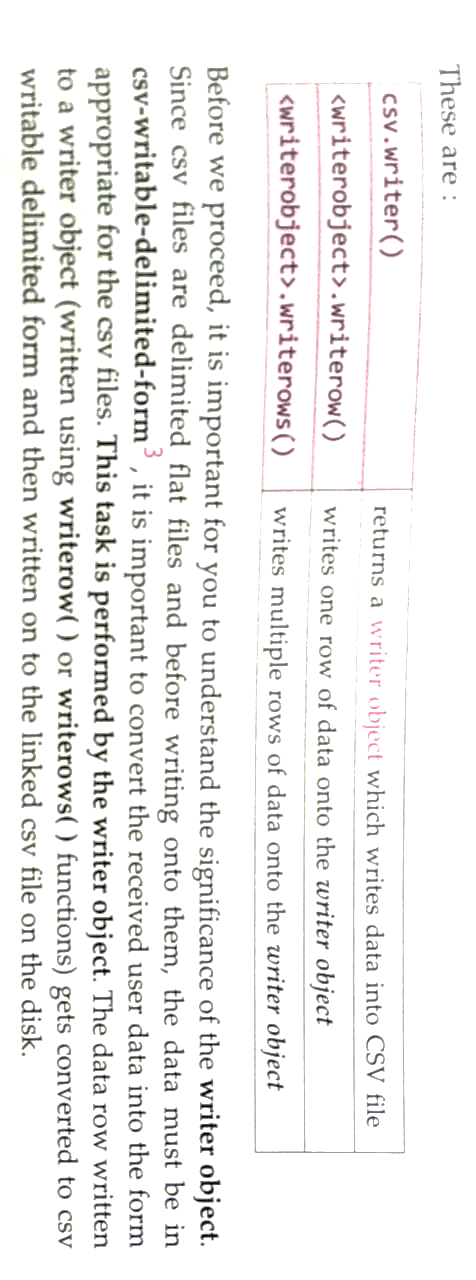 These are :
csv.writer() returns a writer object which writes data into CSV file
<writerobject>.writerow() writes one row of data onto the writer object
<writerobject>.writerows() writes multiple rows of data onto the writer object
Before we proceed, it is important for you to understand the significance of the writer object.
Since csv files are delimited flat files and before writing onto them, the data must be in
csv-writable-delimited-form 3 , it is important to convert the received user data into the form
appropriate for the csv files. This task is performed by the writer object. The data row written
to a writer object (written using writerow( ) or writerows( ) functions) gets converted to csv
writable delimited form and then written on to the linked csv file on the disk.